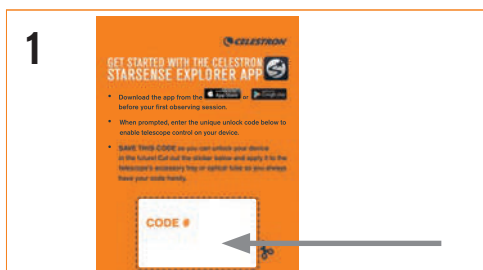 1
CELESTRON
GET STARTED WITH THE CELESTRON
STARSENSE EXPLORER APP
• Download the app from the App Store or Google Play
before your first observing session.
• When prompted, enter the unique unlock code below to
enable telescope control on your device.
• SAVE THIS CODE so you can unlock your device
in the future! Cut out the sticker below and apply it to the
telescope's accessory tray or optical tube so you always
have your code handy.
CODE #